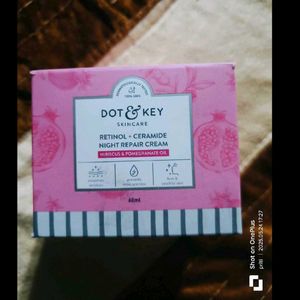 DOT & KEY
SKINCARE
RETINOL + CERAMIDE
NIGHT REPAIR CREAM
HIBISCUS & POMEGRANATE OIL
60ml
Shot on OnePlus
priti | 2025.05.24 17:27